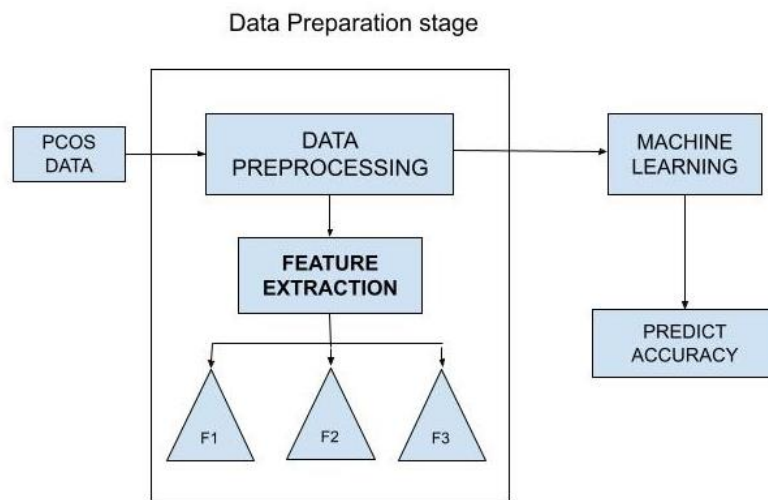 Data Preparation stage
PCOS
DATA
DATA
PREPROCESSING
MACHINE
LEARNING
FEATURE
EXTRACTION
PREDICT
ACCURACY
F1
F2
F3